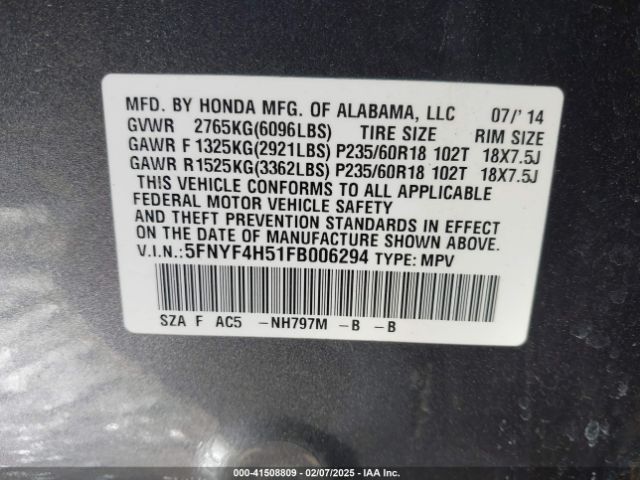 MFD. BY HONDA MFG. OF ALABAMA, LLC 07/'14
GVWR 2765KG(6096LBS) TIRE SIZE RIM SIZE
GAWR F 1325KG(2921LBS) P235/60R18 102T 18X7.5J
GAWR R1525KG(3362LBS) P235/60R18 102T 18X7.5J
THIS VEHICLE CONFORMS TO ALL APPLICABLE
FEDERAL MOTOR VEHICLE SAFETY
AND THEFT PREVENTION STANDARDS IN EFFECT
ON THE DATE OF MANUFACTURE SHOWN ABOVE.
V.I.N.:5FNYF4H51FB006294 TYPE: MPV
SZA F AC5 -NH797M -B -B
000-41508809 - 02/07/2025 - IAA Inc.